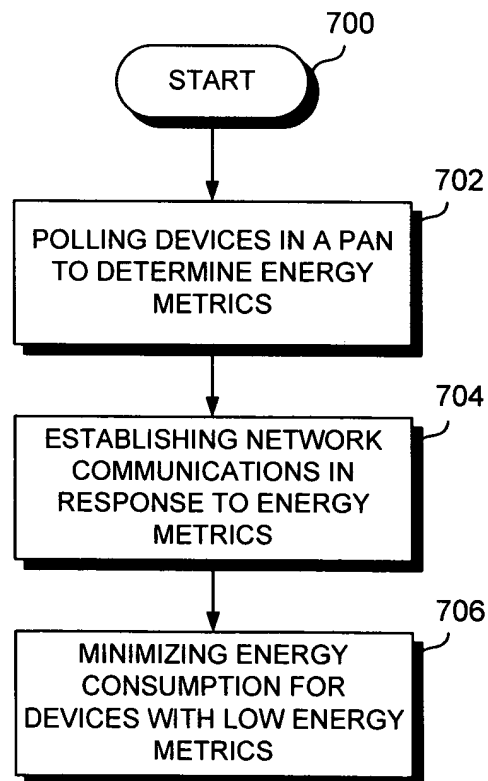 700
START
702
POLLING DEVICES IN A PAN
TO DETERMINE ENERGY
METRICS
704
ESTABLISHING NETWORK
COMMUNICATIONS IN
RESPONSE TO ENERGY
METRICS
706
MINIMIZING ENERGY
CONSUMPTION FOR
DEVICES WITH LOW ENERGY
METRICS